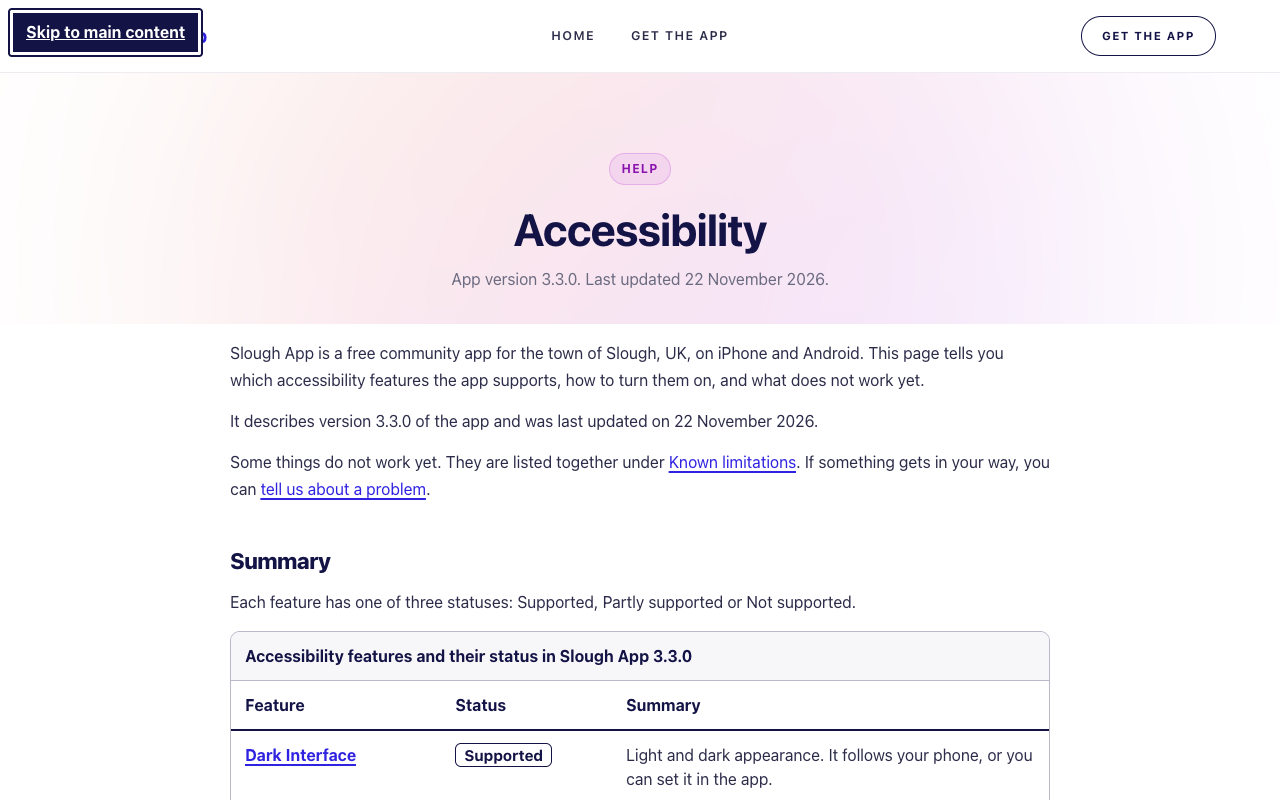 Skip to main content
HOME
GET THE APP
GET THE APP
HELP
Accessibility
App version 3.3.0. Last updated 22 November 2026.
Slough App is a free community app for the town of Slough, UK, on iPhone and Android. This page tells you
which accessibility features the app supports, how to turn them on, and what does not work yet.
It describes version 3.3.0 of the app and was last updated on 22 November 2026.
Some things do not work yet. They are listed together under Known limitations. If something gets in your way, you
can tell us about a problem.
Summary
Each feature has one of three statuses: Supported, Partly supported or Not supported.
Accessibility features and their status in Slough App 3.3.0
Feature Status Summary
Dark Interface Supported Light and dark appearance. It follows your phone, or you
can set it in the app.